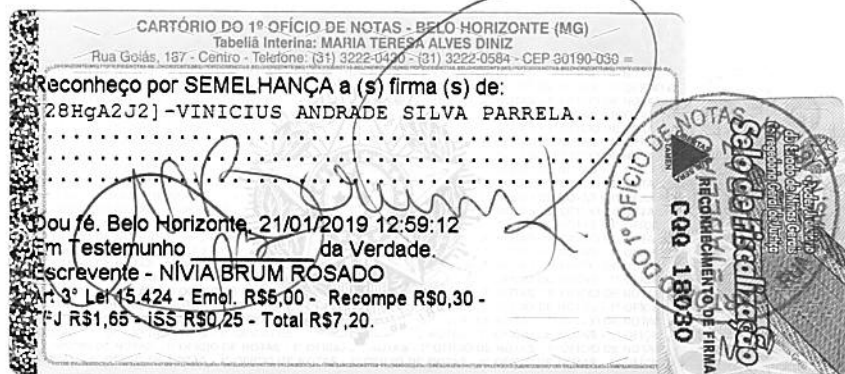 CARTÓRIO DO 1º OFÍCIO DE NOTAS - BELO HORIZONTE (MG)
Tabeliã Interina: MARIA TERESA ALVES DINIZ
Rua Goiás, 187 - Centro - Telefone: (31) 3222-0430 - (31) 3222-0584 - CEP 30190-030 =
Reconheço por SEMELHANÇA a (s) firma (s) de:
28HgA2J2]-VINICIUS ANDRADE SILVA PARRELA....
Dou fé. Belo Horizonte, 21/01/2019 12:59:12
Em Testemunho ____________ da Verdade.
Escrevente - NÍVIA BRUM ROSADO
Art 3º Lei 15.424 - Emol. R$5,00 - Recompe R$0,30 -
TFJ R$1,65 - ISS R$0,25 - Total R$7,20.
DO 1º OFÍCIO DE NOTAS
Selo de Fiscalização
RECONHECIMENTO DE FIRMA
CQQ 18030